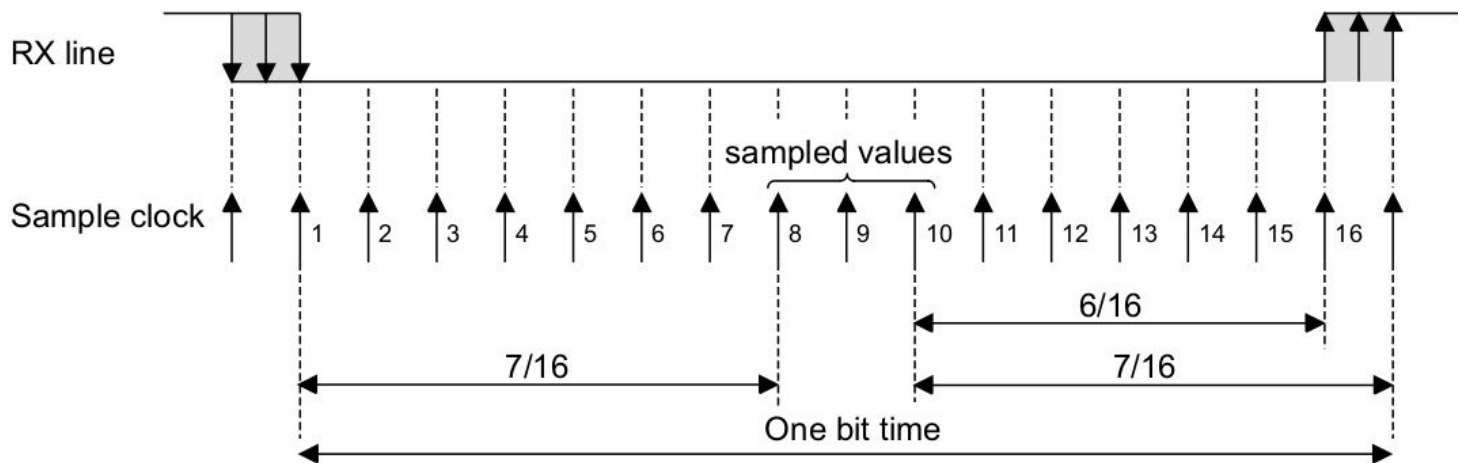 RX line
sampled values
Sample clock
1 2 3 4 5 6 7 8 9 10 11 12 13 14 15 16
6/16
7/16 7/16
One bit time